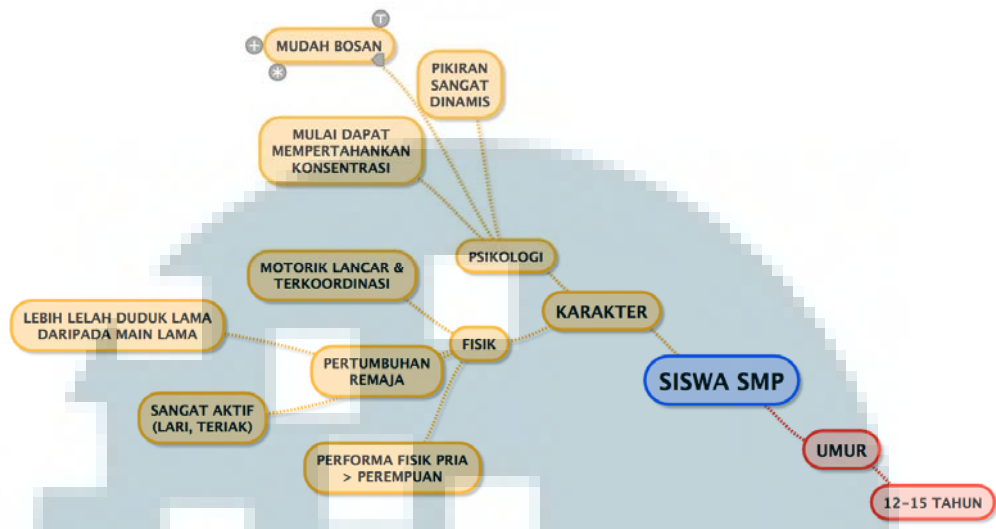 MUDAH BOSAN
PIKIRAN
SANGAT
DINAMIS
MULAI DAPAT
MEMPERTAHANKAN
KONSENTRASI
PSIKOLOGI
MOTORIK LANCAR &
TERKOORDINASI
KARAKTER
LEBIH LELAH DUDUK LAMA
DARIPADA MAIN LAMA
FISIK
PERTUMBUHAN
REMAJA
SISWA SMP
SANGAT AKTIF
(LARI, TERIAK)
UMUR
PERFORMA FISIK PRIA
> PEREMPUAN
12-15 TAHUN